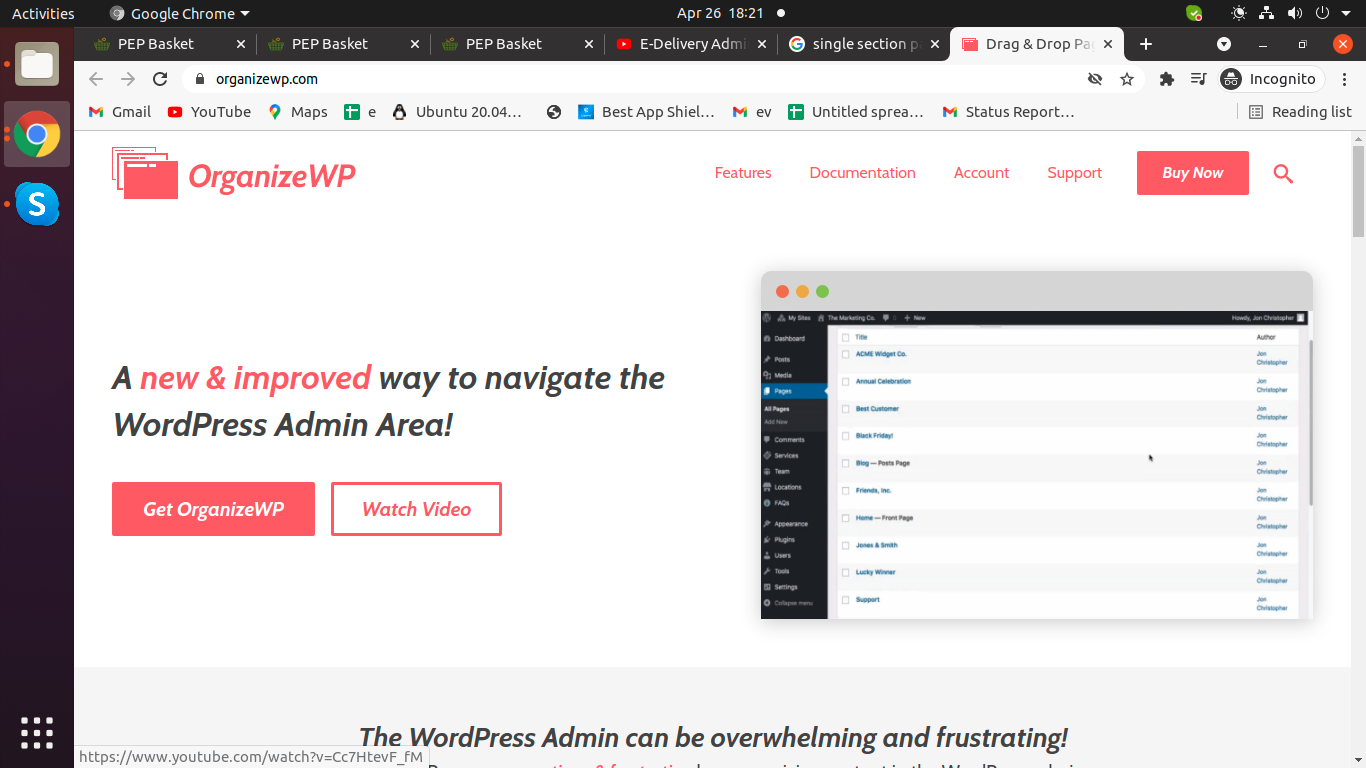 Activities
Google Chrome
Apr 26 18:21
PEP Basket
PEP Basket
PEP Basket
E-Delivery Admi
single section p
Drag & Drop Pa
organizewp.com
Incognito
Gmail
YouTube
Maps
e
Ubuntu 20.04...
Best App Shiel...
ev
Untitled sprea...
Status Report...
Reading list
OrganizeWP
Features
Documentation
Account
Support
Buy Now
A new & improved way to navigate the
WordPress Admin Area!
Get OrganizeWP
Watch Video
My Sites
The Marketing Co.
0
New
Howdy, Jon Christopher
Dashboard
Posts
Media
Pages
All Pages
Add New
Comments
Services
Team
Locations
FAQs
Appearance
Plugins
Users
Tools
Settings
Collapse menu
Title
Author
ACME Widget Co.
Jon
Christopher
Annual Celebration
Jon
Christopher
Best Customer
Jon
Christopher
Black Friday!
Jon
Christopher
Blog — Posts Page
Jon
Christopher
Friends, Inc.
Jon
Christopher
Home — Front Page
Jon
Christopher
Jones & Smith
Jon
Christopher
Lucky Winner
Jon
Christopher
Support
Jon
Christopher
The WordPress Admin can be overwhelming and frustrating!
https://www.youtube.com/watch?v=Cc7HtevF_fM